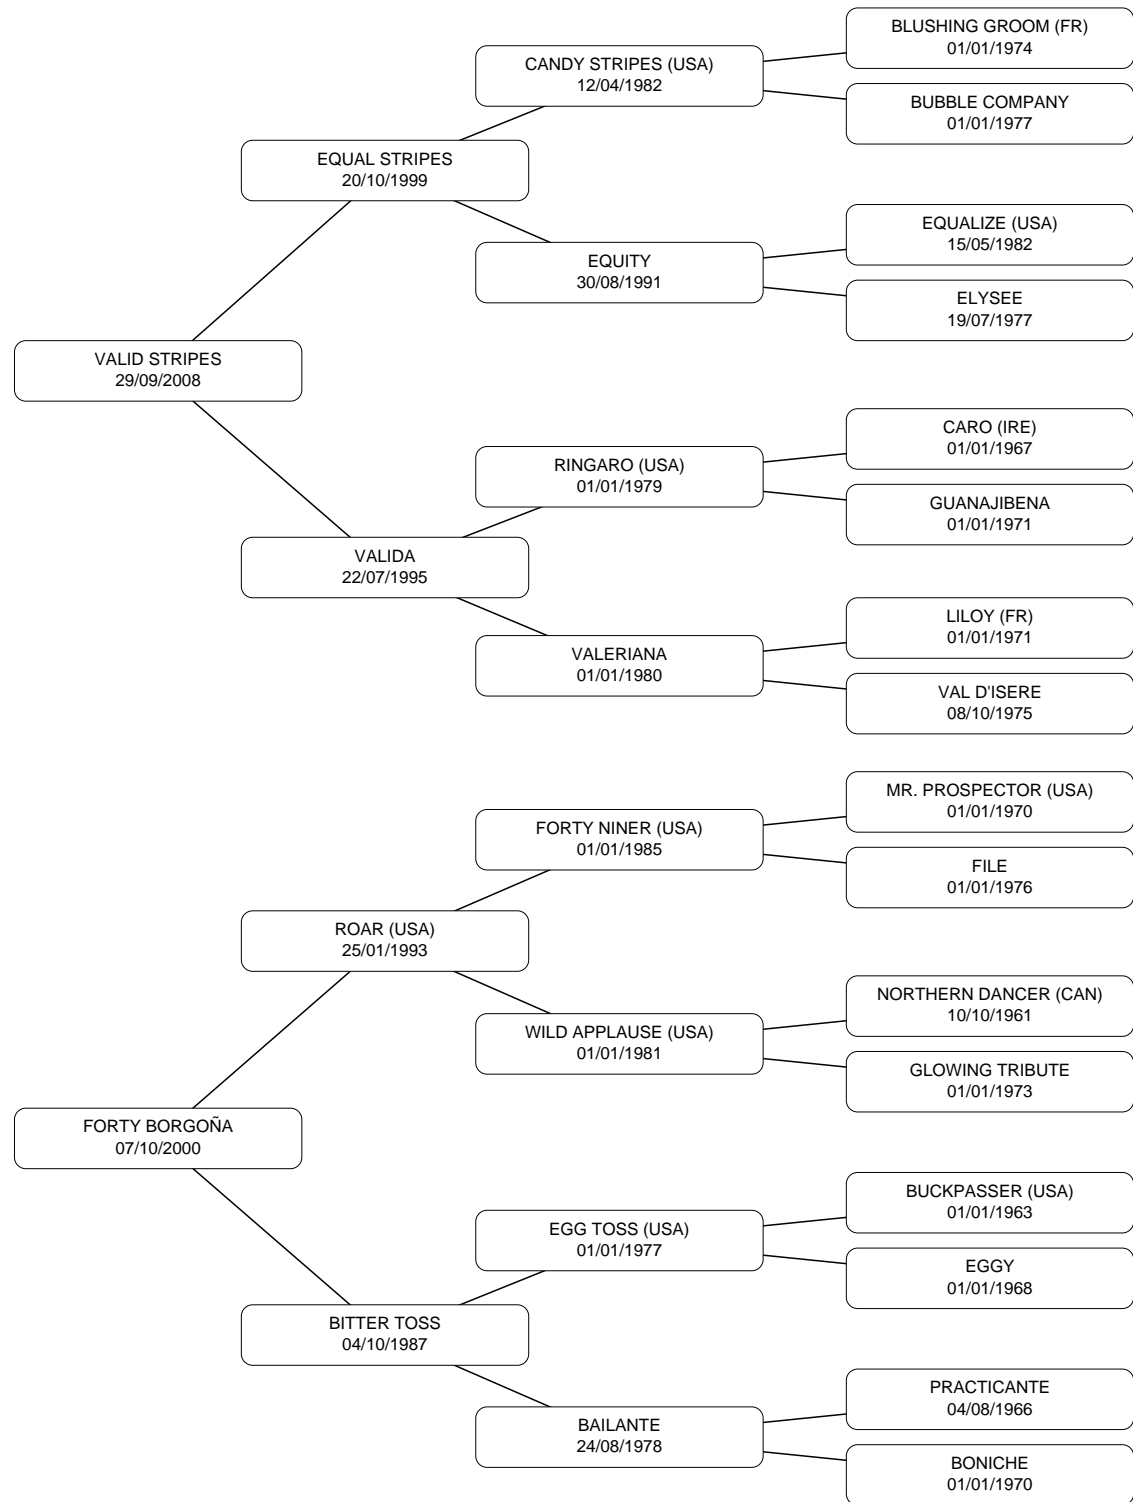 BLUSHING GROOM (FR)
01/01/1974
CANDY STRIPES (USA)
12/04/1982
BUBBLE COMPANY
01/01/1977
EQUAL STRIPES
20/10/1999
EQUALIZE (USA)
15/05/1982
EQUITY
30/08/1991
ELYSEE
19/07/1977
VALID STRIPES
29/09/2008
CARO (IRE)
01/01/1967
RINGARO (USA)
01/01/1979
GUANAJIBENA
01/01/1971
VALIDA
22/07/1995
LILOY (FR)
01/01/1971
VALERIANA
01/01/1980
VAL D'ISERE
08/10/1975
MR. PROSPECTOR (USA)
01/01/1970
FORTY NINER (USA)
01/01/1985
FILE
01/01/1976
ROAR (USA)
25/01/1993
NORTHERN DANCER (CAN)
10/10/1961
WILD APPLAUSE (USA)
01/01/1981
GLOWING TRIBUTE
01/01/1973
FORTY BORGOÑA
07/10/2000
BUCKPASSER (USA)
01/01/1963
EGG TOSS (USA)
01/01/1977
EGGY
01/01/1968
BITTER TOSS
04/10/1987
PRACTICANTE
04/08/1966
BAILANTE
24/08/1978
BONICHE
01/01/1970